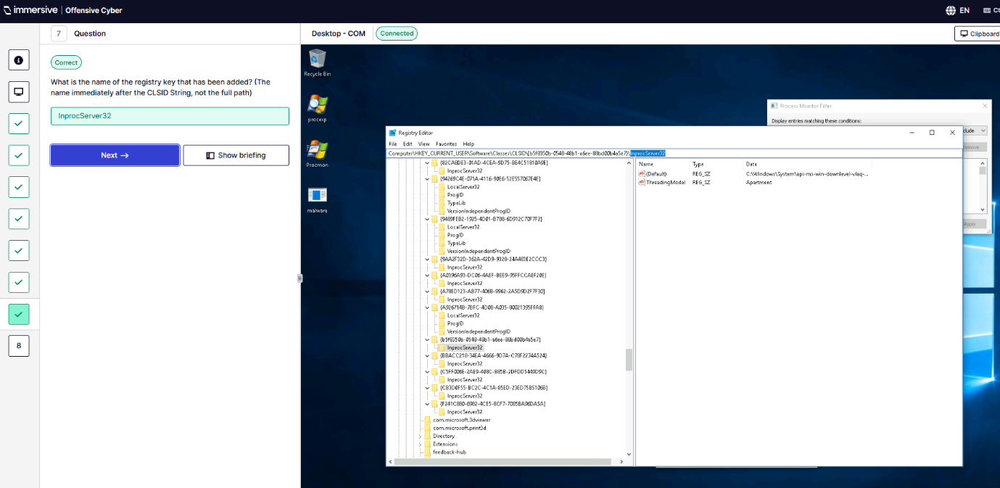 immersive | Offensive Cyber
EN
7 Question
Correct
What is the name of the registry key that has been added? (The
name immediately after the CLSID String, not the full path)
InprocServer32
Next →
Show briefing
8
Desktop - COM
Connected
Clipboard
Recycle Bin
procexp
Procmon
malware
Process Monitor Filter
Display entries matching these conditions:
Apply
Registry Editor
File Edit View Favorites Help
Computer\HKEY_CURRENT_USER\Software\Classes\CLSID\{b5f8350b-0548-48b1-a6ee-88bd00b4a5e7}\InprocServer32
{82CA8DE3-01AD-4CEA-9D75-BE4C51810A9E}
InprocServer32
{94269C4E-071A-4116-90E6-52E557067E4E}
LocalServer32
ProgID
TypeLib
VersionIndependentProgID
{9489FEB2-1925-4D01-B788-6D912C70F7F2}
LocalServer32
ProgID
TypeLib
VersionIndependentProgID
{9AA2F32D-362A-42D9-9328-24A483E2CCC3}
InprocServer32
{A0396A93-DC06-4AEF-BEE9-95FFCCAEF20E}
InprocServer32
{A78ED123-AB77-406B-9962-2A5D9D2F7F30}
InprocServer32
{A926714B-7BFC-4D08-A035-80021395FFA8}
LocalServer32
ProgID
VersionIndependentProgID
{b5f8350b-0548-48b1-a6ee-88bd00b4a5e7}
InprocServer32
{BBACC218-34EA-4666-9D7A-C78F2274A524}
InprocServer32
{C5FF006E-2AE9-408C-B85B-2DFDD5449D9C}
InprocServer32
{CB3D0F55-BC2C-4C1A-85ED-23ED75B5106B}
InprocServer32
{F241C880-6982-4CE5-8CF7-7085BA96DA5A}
InprocServer32
com.microsoft.3dviewer
com.microsoft.print3d
Directory
Extensions
feedback-hub
Name Type Data
(Default) REG_SZ C:\Windows\System\api-ms-win-downlevel-vlaq-...
ThreadingModel REG_SZ Apartment